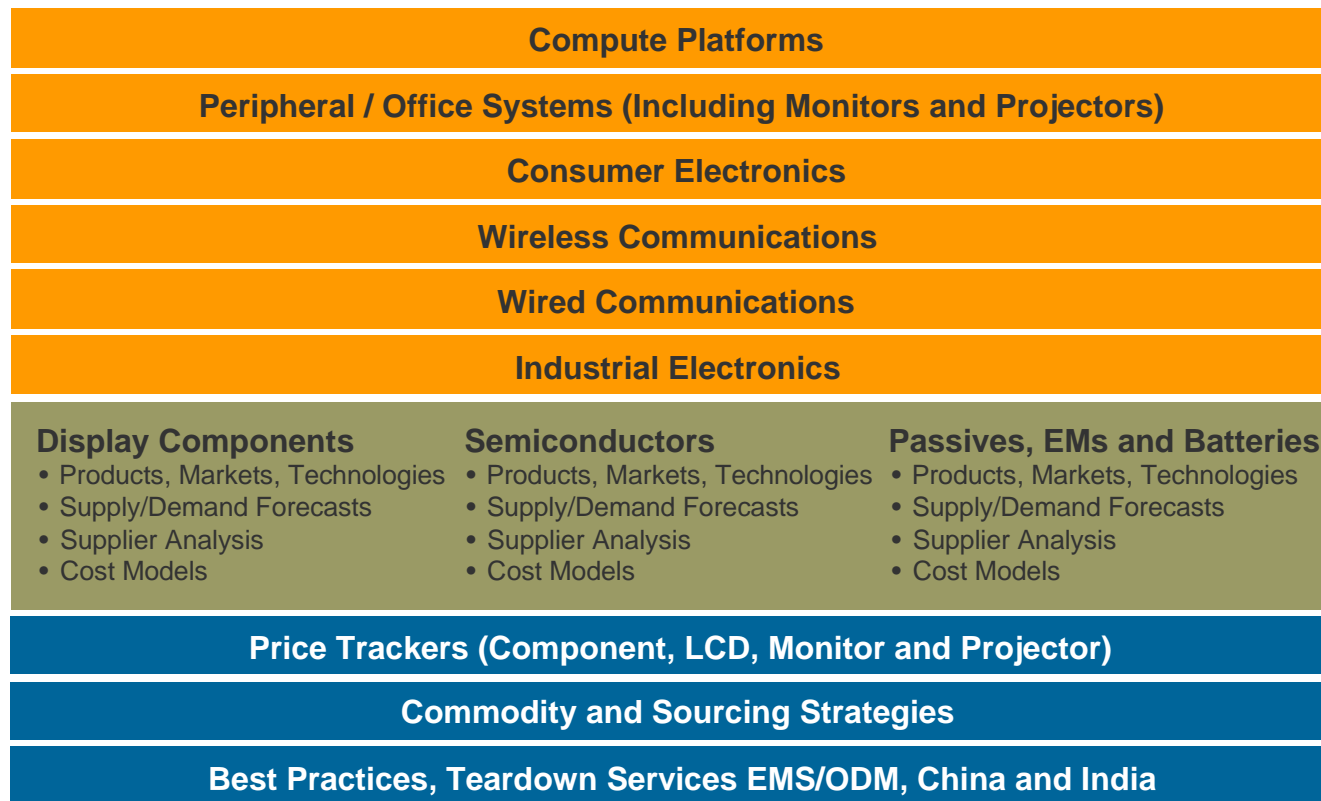 Compute Platforms
Peripheral / Office Systems (Including Monitors and Projectors)
Consumer Electronics
Wireless Communications
Wired Communications
Industrial Electronics
Display Components
• Products, Markets, Technologies
• Supply/Demand Forecasts
• Supplier Analysis
• Cost Models
Semiconductors
• Products, Markets, Technologies
• Supply/Demand Forecasts
• Supplier Analysis
• Cost Models
Passives, EMs and Batteries
• Products, Markets, Technologies
• Supply/Demand Forecasts
• Supplier Analysis
• Cost Models
Price Trackers (Component, LCD, Monitor and Projector)
Commodity and Sourcing Strategies
Best Practices, Teardown Services EMS/ODM, China and India